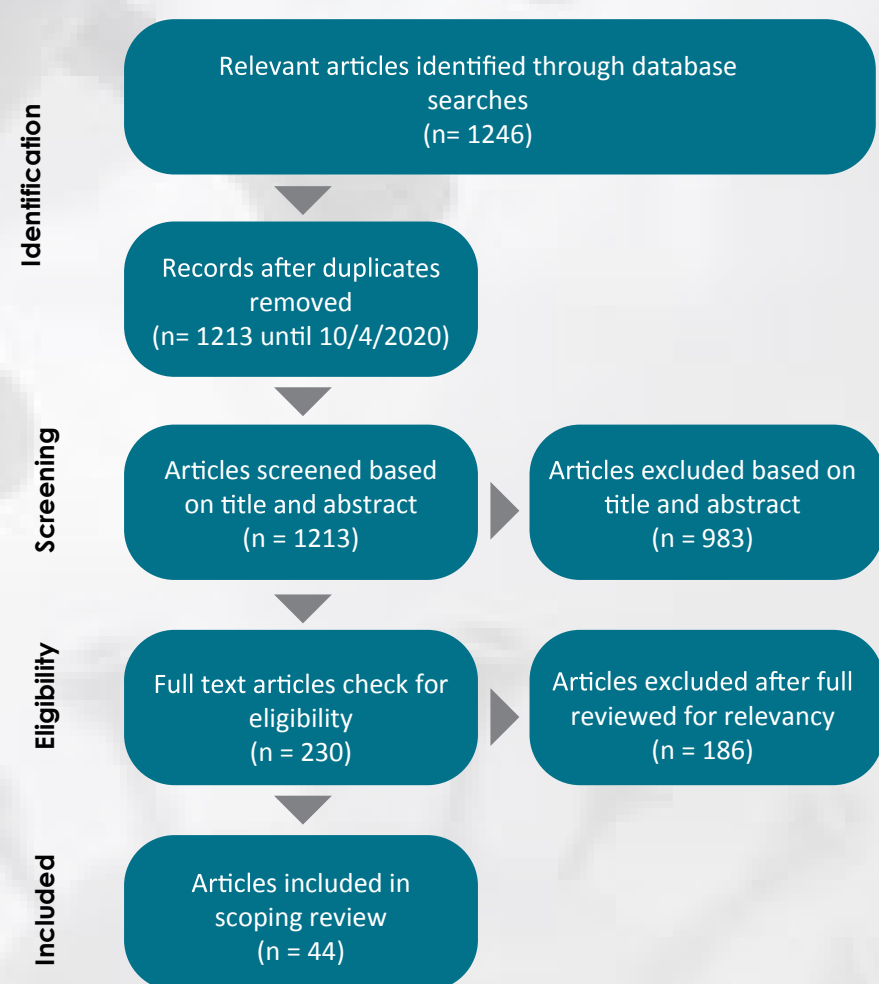 Identification
Relevant articles identified through database
searches
(n= 1246)
Records after duplicates
removed
(n= 1213 until 10/4/2020)
Screening
Articles screened based
on title and abstract
(n = 1213)
Articles excluded based on
title and abstract
(n = 983)
Eligibility
Full text articles check for
eligibility
(n = 230)
Articles excluded after full
reviewed for relevancy
(n = 186)
Included
Articles included in
scoping review
(n = 44)